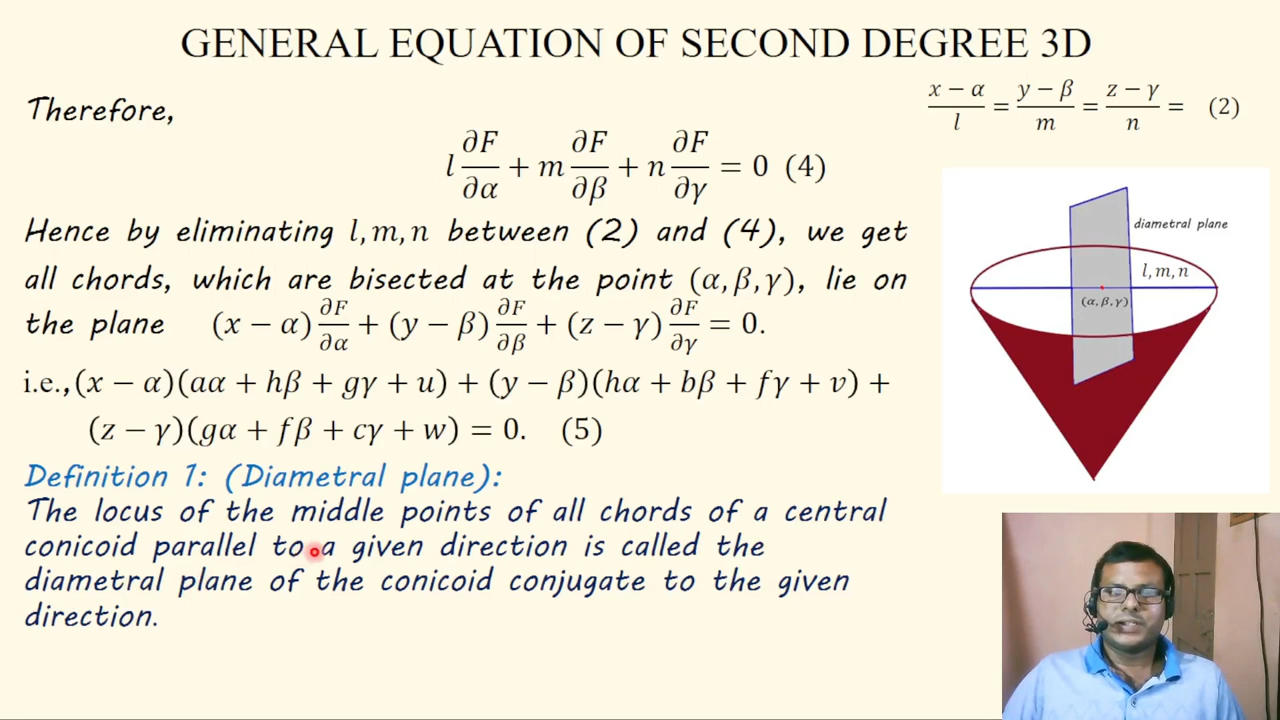 GENERAL EQUATION OF SECOND DEGREE 3D
Therefore,
(x − α)/l = (y − β)/m = (z − γ)/n = (2)
l ∂F/∂α + m ∂F/∂β + n ∂F/∂γ = 0 (4)
Hence by eliminating l, m, n between (2) and (4), we get
all chords, which are bisected at the point (α, β, γ), lie on
the plane (x − α) ∂F/∂α + (y − β) ∂F/∂β + (z − γ) ∂F/∂γ = 0.
i.e.,(x − α)(aα + hβ + gγ + u) + (y − β)(hα + bβ + fγ + v) +
(z − γ)(gα + fβ + cγ + w) = 0. (5)
Definition 1: (Diametral plane):
The locus of the middle points of all chords of a central
conicoid parallel to a given direction is called the
diametral plane of the conicoid conjugate to the given
direction.
diametral plane
l, m, n
(α, β, γ)